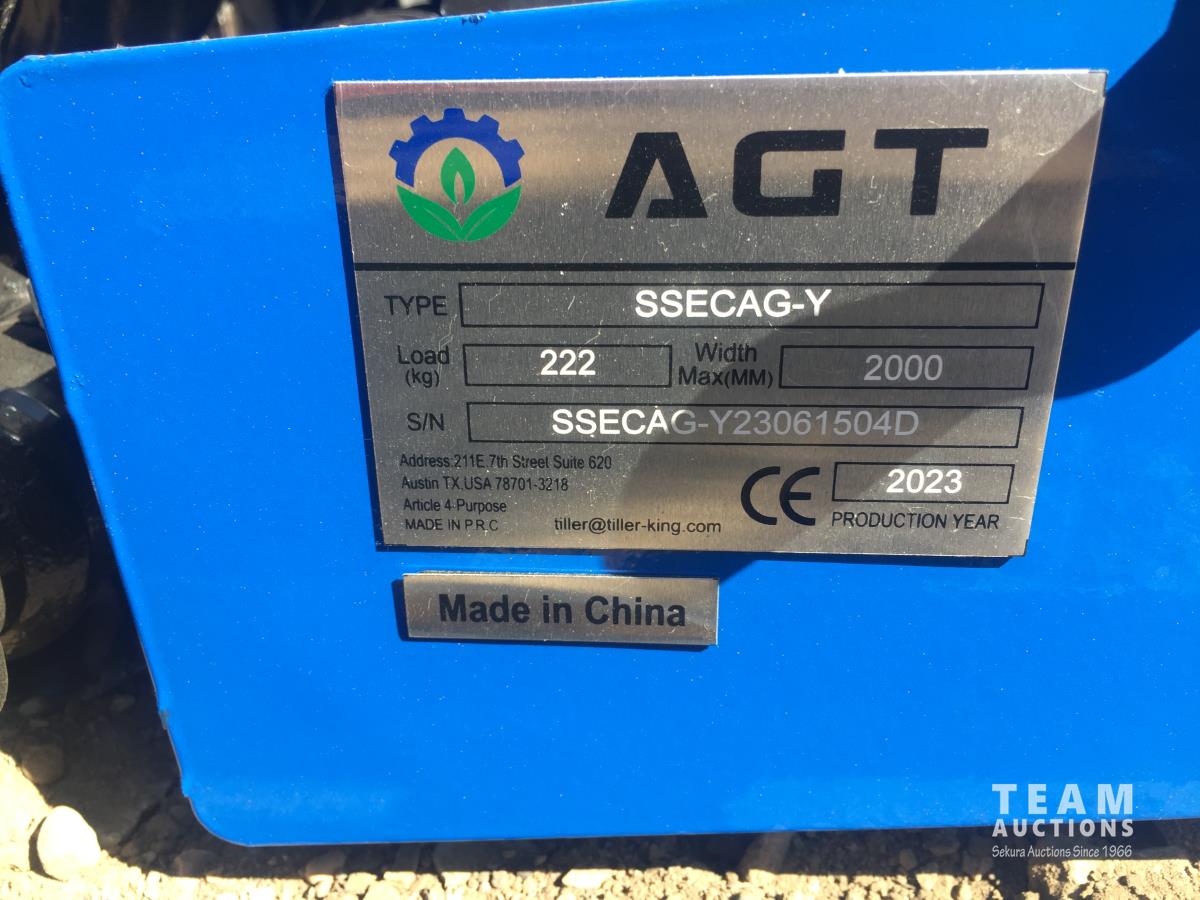 AGT
TYPE SSECAG-Y
Load (kg) 222 Width Max(MM) 2000
S/N SSECAG-Y23061504D
Address:211E,7th Street Suite 620
Austin TX,USA 78701-3218
Article 4-Purpose
MADE IN P.R.C tiller@tiller-king.com
CE 2023
PRODUCTION YEAR
Made in China
TEAM
AUCTIONS
Sekura Auctions Since 1966